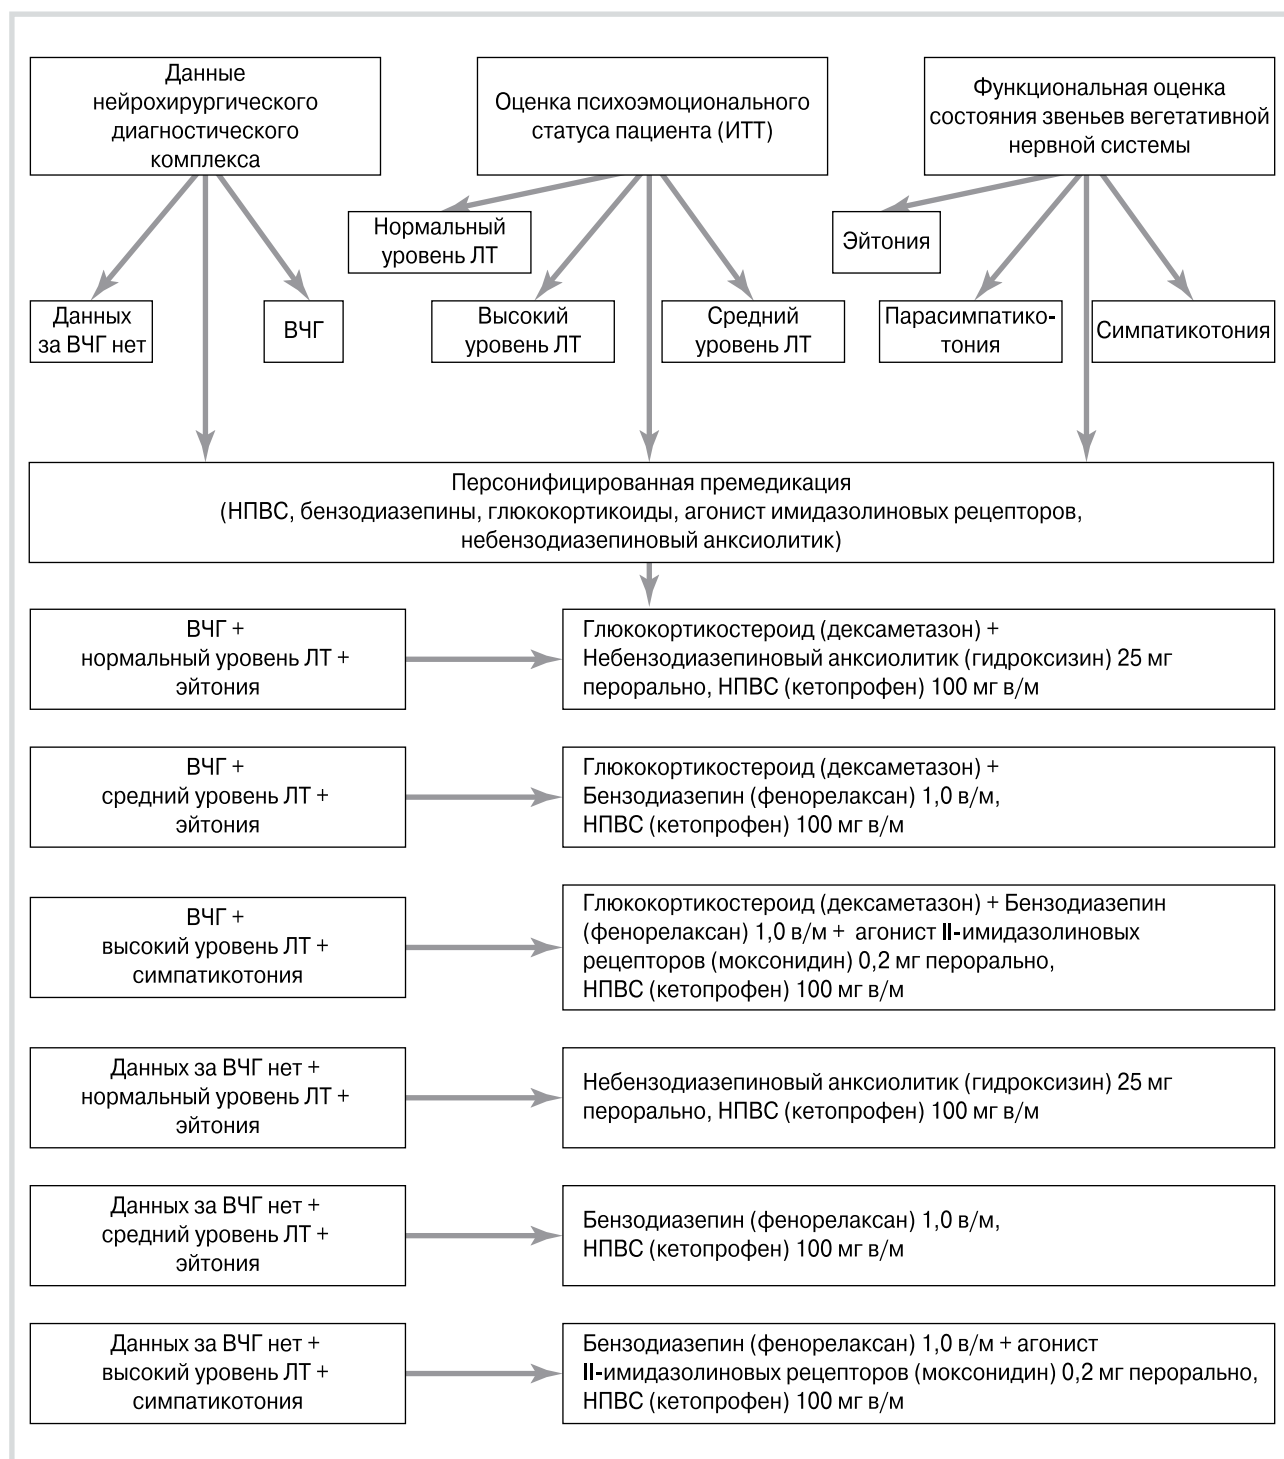 Данные
нейрохирургического
диагностического
комплекса
Оценка психоэмоционального
статуса пациента (ИТТ)
Функциональная оценка
состояния звеньев вегетативной
нервной системы
Нормальный
уровень ЛТ
Эйтония
Данных
за ВЧГ нет
ВЧГ
Высокий
уровень ЛТ
Средний
уровень ЛТ
Парасимпатико-
тония
Симпатикотония
Персонифицированная премедикация
(НПВС, бензодиазепины, глюкокортикоиды, агонист имидазолиновых рецепторов,
небензодиазепиновый анксиолитик)
ВЧГ +
нормальный уровень ЛТ +
эйтония
Глюкокортикостероид (дексаметазон) +
Небензодиазепиновый анксиолитик (гидроксизин) 25 мг
перорально, НПВС (кетопрофен) 100 мг в/м
ВЧГ +
средний уровень ЛТ +
эйтония
Глюкокортикостероид (дексаметазон) +
Бензодиазепин (фенорелаксан) 1,0 в/м,
НПВС (кетопрофен) 100 мг в/м
ВЧГ +
высокий уровень ЛТ +
симпатикотония
Глюкокортикостероид (дексаметазон) + Бензодиазепин
(фенорелаксан) 1,0 в/м + агонист II-имидазолиновых
рецепторов (моксонидин) 0,2 мг перорально,
НПВС (кетопрофен) 100 мг в/м
Данных за ВЧГ нет +
нормальный уровень ЛТ +
эйтония
Небензодиазепиновый анксиолитик (гидроксизин) 25 мг
перорально, НПВС (кетопрофен) 100 мг в/м
Данных за ВЧГ нет +
средний уровень ЛТ +
эйтония
Бензодиазепин (фенорелаксан) 1,0 в/м,
НПВС (кетопрофен) 100 мг в/м
Данных за ВЧГ нет +
высокий уровень ЛТ +
симпатикотония
Бензодиазепин (фенорелаксан) 1,0 в/м + агонист
II-имидазолиновых рецепторов (моксонидин) 0,2 мг перорально,
НПВС (кетопрофен) 100 мг в/м